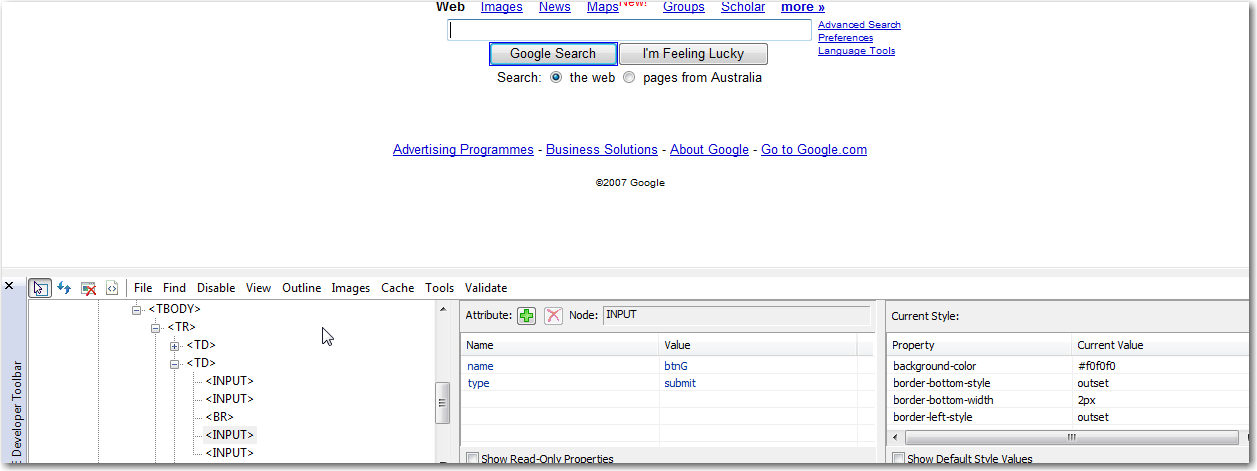 Web Images News Maps New! Groups Scholar more »
Advanced Search
Preferences
Language Tools
Google Search I'm Feeling Lucky
Search: the web pages from Australia
Advertising Programmes - Business Solutions - About Google - Go to Google.com
©2007 Google
File Find Disable View Outline Images Cache Tools Validate
<TBODY>
<TR>
<TD>
<TD>
<INPUT>
<INPUT>
<BR>
<INPUT>
<INPUT>
Attribute: Node: INPUT
Name Value
name btnG
type submit
Show Read-Only Properties
Current Style:
Property Current Value
background-color #f0f0f0
border-bottom-style outset
border-bottom-width 2px
border-left-style outset
Show Default Style Values
Developer Toolbar